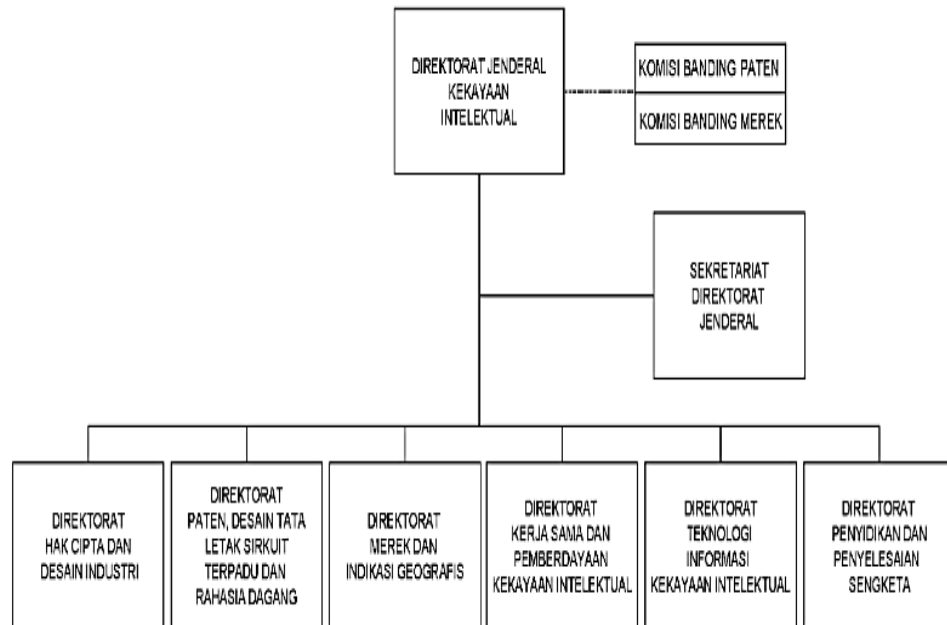 DIREKTORAT JENDERAL
KEKAYAAN
INTELEKTUAL
KOMISI BANDING PATEN
KOMISI BANDING MEREK
SEKRETARIAT
DIREKTORAT
JENDERAL
DIREKTORAT
HAK CIPTA DAN
DESAIN INDUSTRI
DIREKTORAT
PATEN, DESAIN TATA
LETAK SIRKUIT
TERPADU DAN
RAHASIA DAGANG
DIREKTORAT
MEREK DAN
INDIKASI GEOGRAFIS
DIREKTORAT
KERJA SAMA DAN
PEMBERDAYAAN
KEKAYAAN INTELEKTUAL
DIREKTORAT
TEKNOLOGI
INFORMASI
KEKAYAAN INTELEKTUAL
DIREKTORAT
PENYIDIKAN DAN
PENYELESAIAN
SENGKETA